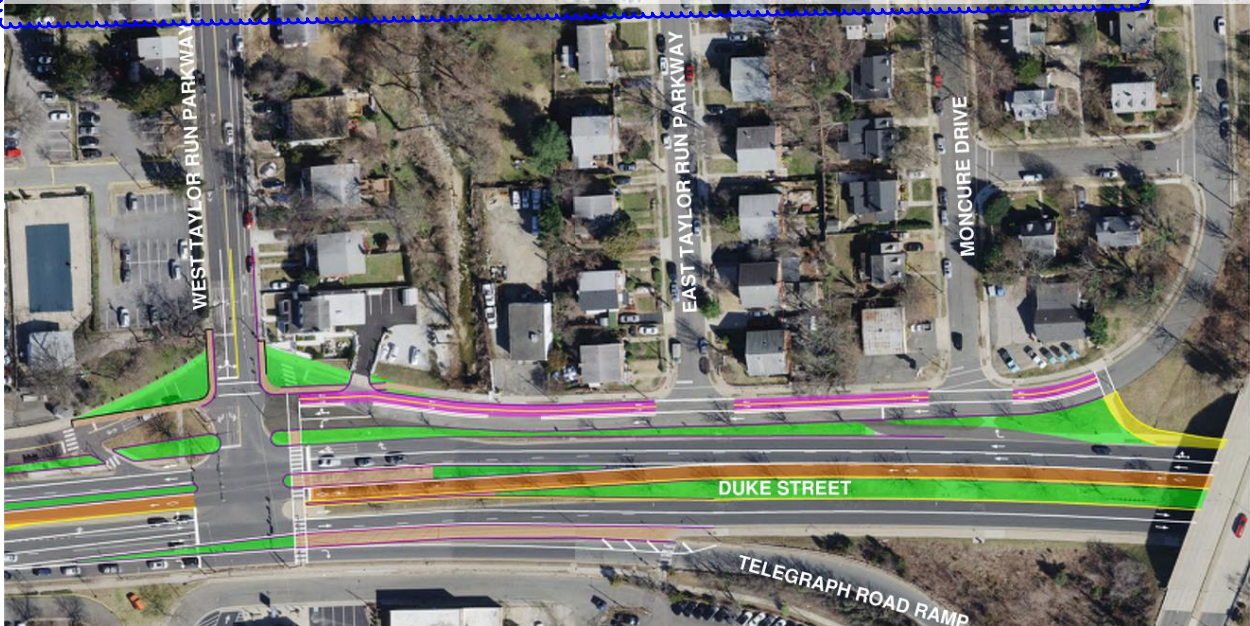 WEST TAYLOR RUN PARKWAY
EAST TAYLOR RUN PARKWAY
MONCURE DRIVE
DUKE STREET
TELEGRAPH ROAD RAMP